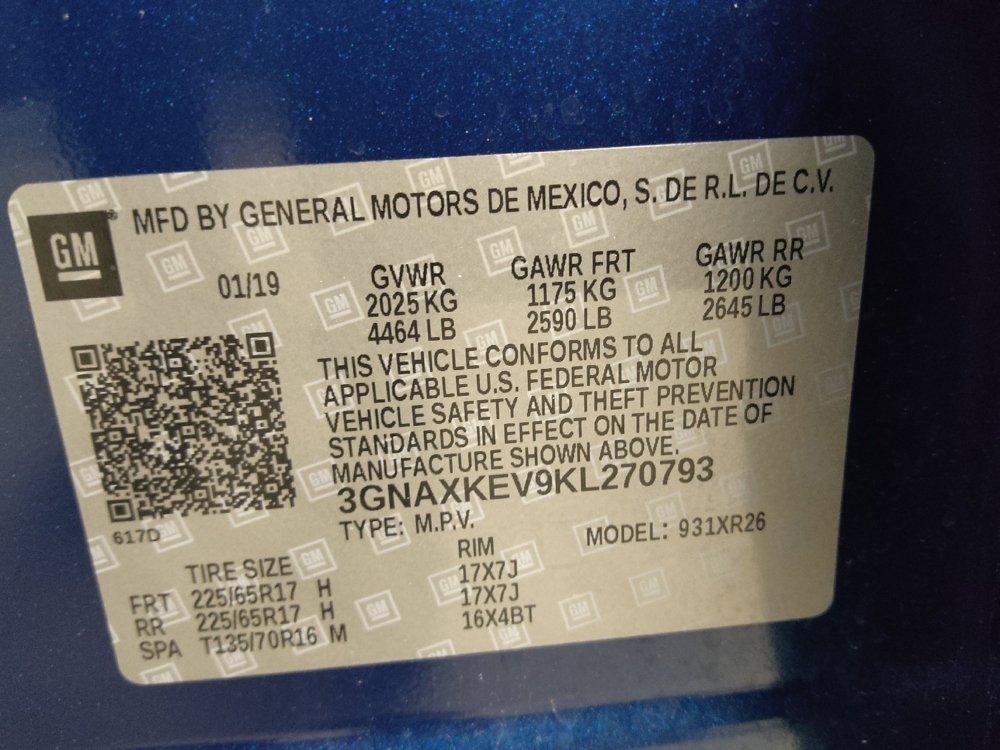 GM
MFD BY GENERAL MOTORS DE MEXICO, S. DE R.L. DE C.V.
01/19
GVWR GAWR FRT GAWR RR
2025 KG 1175 KG 1200 KG
4464 LB 2590 LB 2645 LB
THIS VEHICLE CONFORMS TO ALL
APPLICABLE U.S. FEDERAL MOTOR
VEHICLE SAFETY AND THEFT PREVENTION
STANDARDS IN EFFECT ON THE DATE OF
MANUFACTURE SHOWN ABOVE.
3GNAXKEV9KL270793
617D
TYPE: M.P.V. MODEL: 931XR26
TIRE SIZE RIM
FRT 225/65R17 H 17X7J
RR 225/65R17 H 17X7J
SPA T135/70R16 M 16X4BT